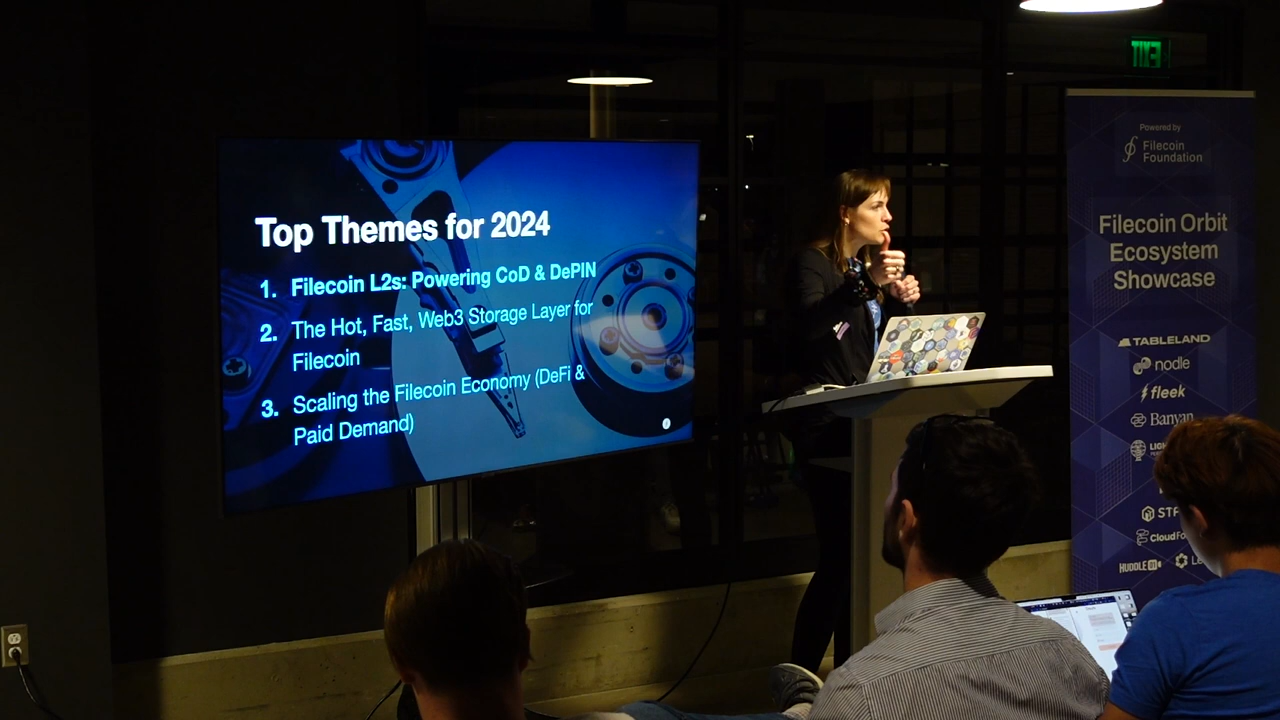 Top Themes for 2024
1. Filecoin L2s: Powering CoD & DePIN
2. The Hot, Fast, Web3 Storage Layer for
Filecoin
3. Scaling the Filecoin Economy (DeFi &
Paid Demand)
EXIT
Powered by
Filecoin
Foundation
Filecoin Orbit
Ecosystem
Showcase
TABLELAND
nodle
fleek
Banyan
HUDDLE01